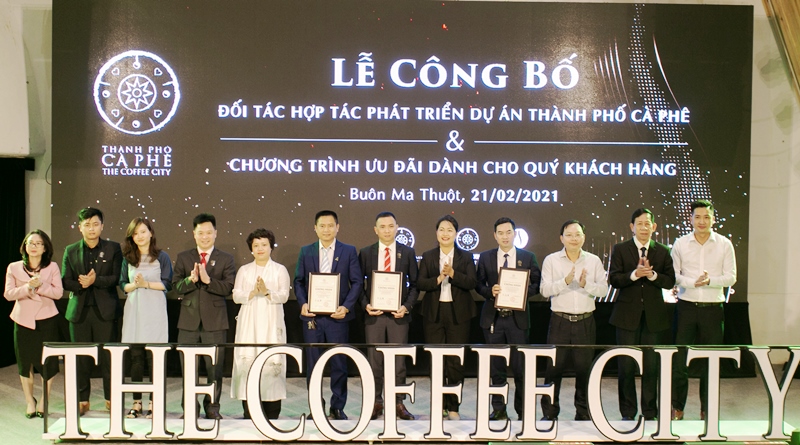 LỄ CÔNG BỐ
ĐỐI TÁC HỢP TÁC PHÁT TRIỂN DỰ ÁN THÀNH PHỐ CÀ PHÊ
&
CHƯƠNG TRÌNH ƯU ĐÃI DÀNH CHO QUÝ KHÁCH HÀNG
Buôn Ma Thuột, 21/02/2021
THÀNH PHỐ
CÀ PHÊ
THE COFFEE CITY
THE COFFEE CITY